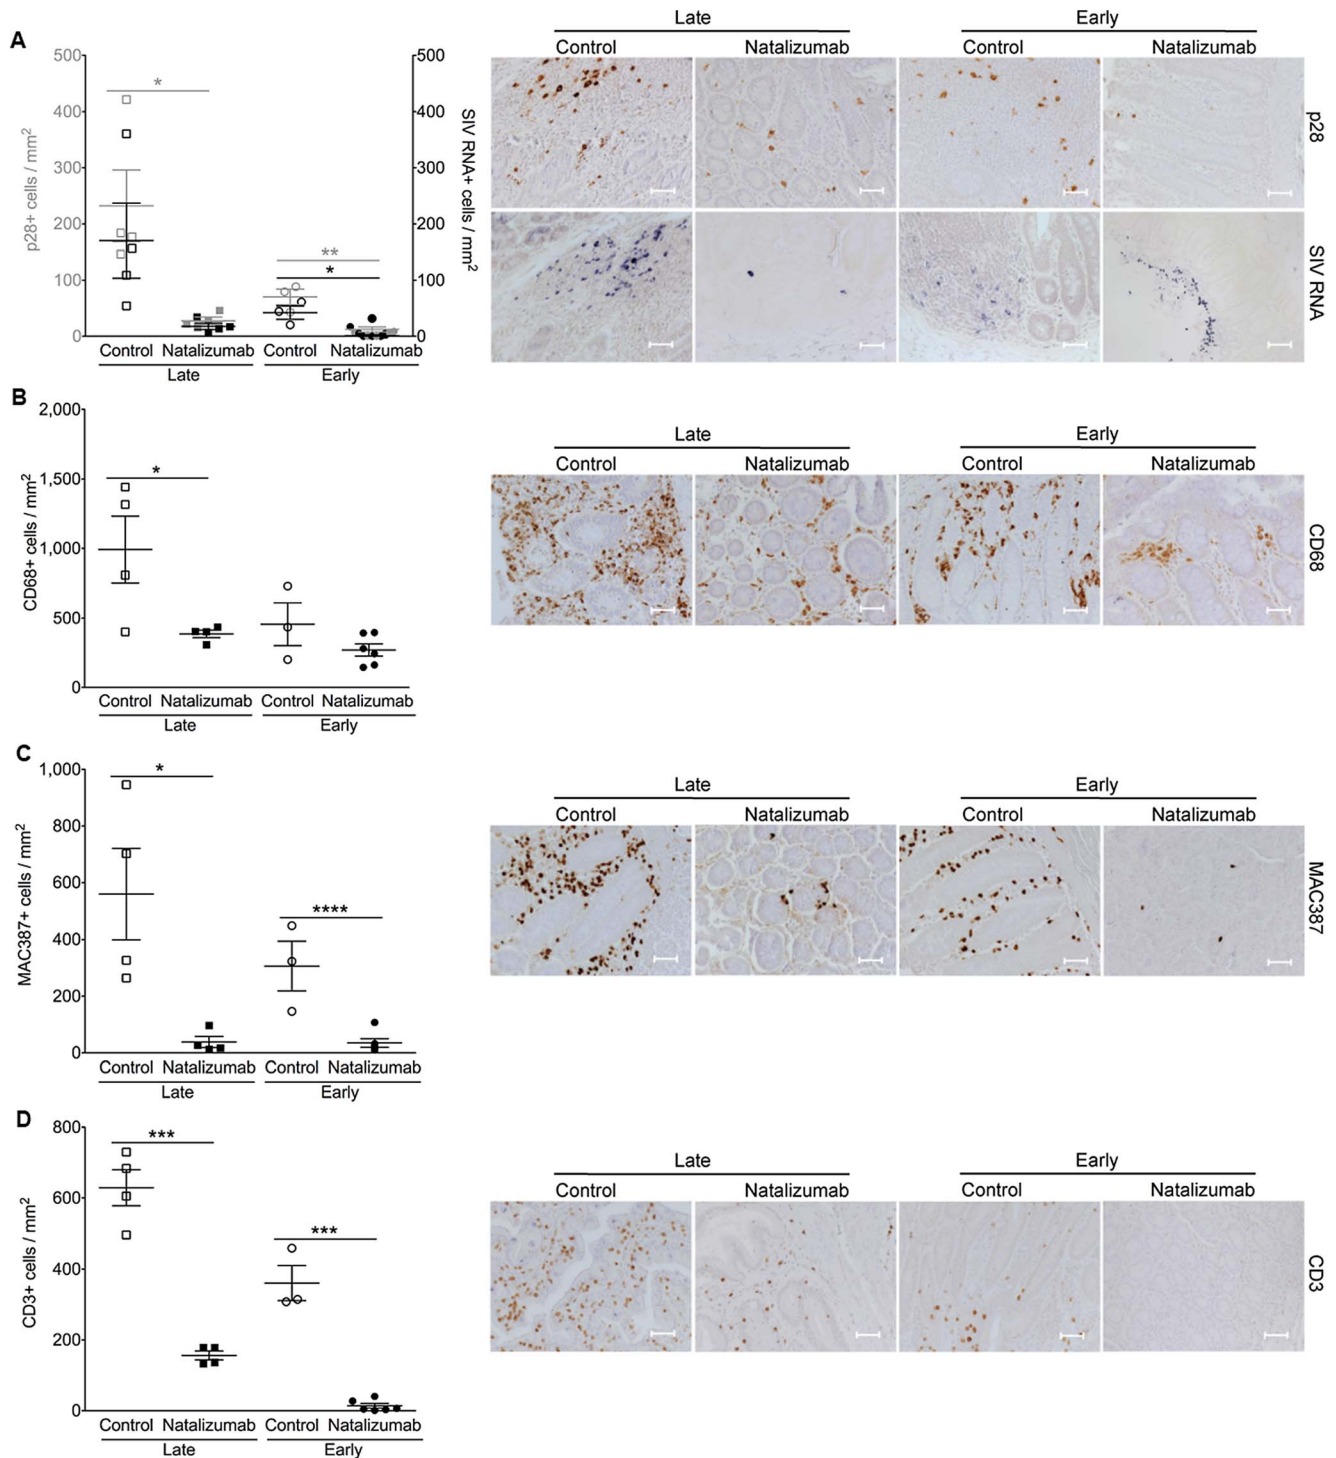 A
500
400
300
200
100
0
p28+ cells / mm2
*
**
*
500
400
300
200
100
0
SIV RNA+ cells / mm2
Control Natalizumab Control Natalizumab
Late Early
Late Early
Control Natalizumab Control Natalizumab
p28
SIV RNA
B
2,000
1,500
1,000
500
0
CD68+ cells / mm2
*
Control Natalizumab Control Natalizumab
Late Early
Late Early
Control Natalizumab Control Natalizumab
CD68
C
1,000
800
600
400
200
0
MAC387+ cells / mm2
*
****
Control Natalizumab Control Natalizumab
Late Early
Late Early
Control Natalizumab Control Natalizumab
MAC387
D
800
600
400
200
0
CD3+ cells / mm2
***
***
Control Natalizumab Control Natalizumab
Late Early
Late Early
Control Natalizumab Control Natalizumab
CD3